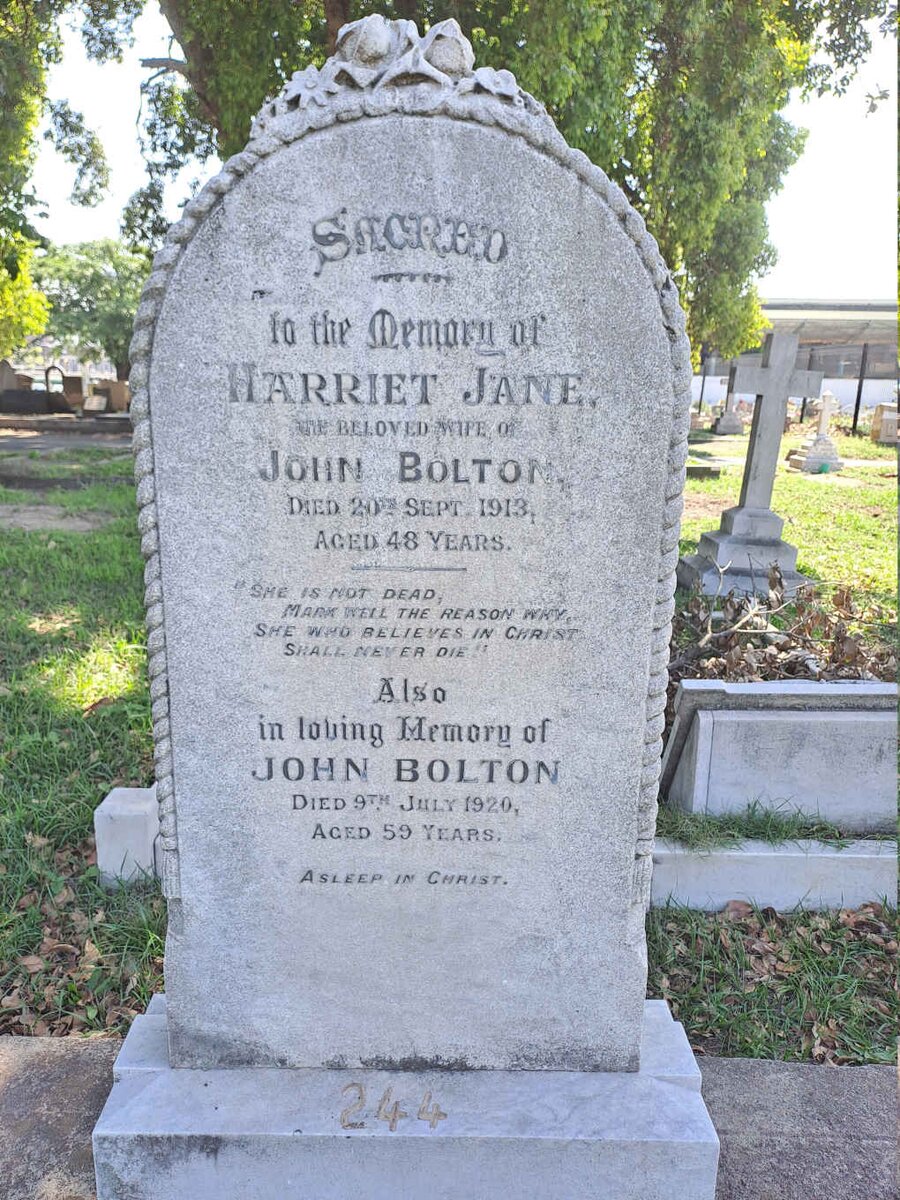 SACRED
to the Memory of
HARRIET JANE,
THE BELOVED WIFE OF
JOHN BOLTON,
DIED 20TH SEPT. 1913,
AGED 48 YEARS.
"SHE IS NOT DEAD,
MARK WELL THE REASON WHY,
SHE WHO BELIEVES IN CHRIST
SHALL NEVER DIE"
Also
in loving Memory of
JOHN BOLTON
DIED 9TH JULY 1920,
AGED 59 YEARS.
ASLEEP IN CHRIST.
244